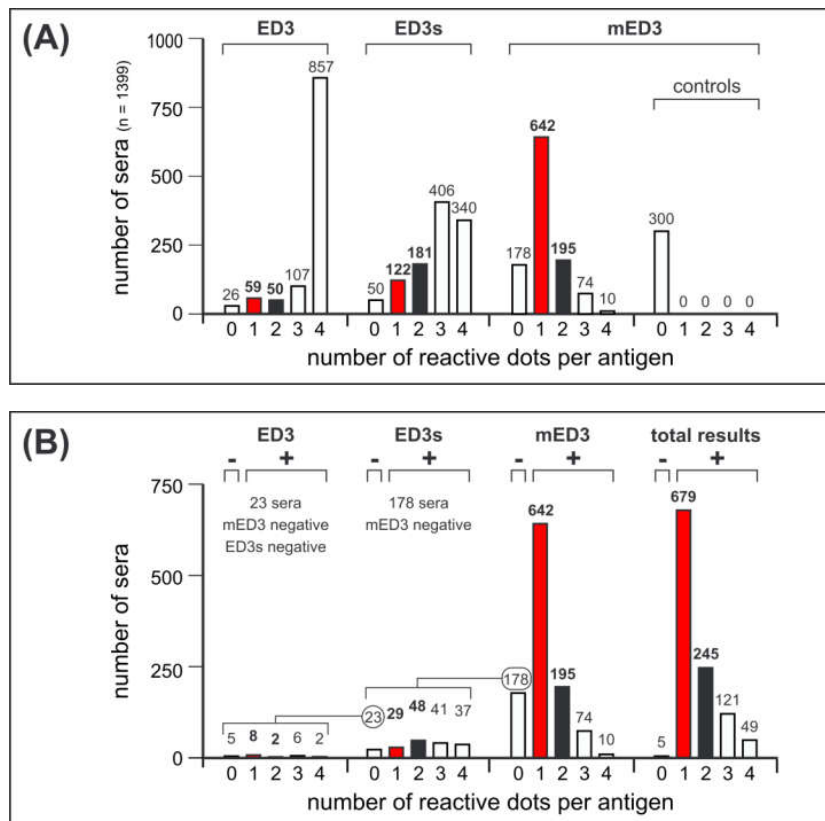 (A)
ED3 ED3s mED3
controls
number of sera (n = 1399)
1000
750
500
250
0
26 59 50 107 857
50 122 181 406 340
178 642 195 74 10
300 0 0 0 0
0 1 2 3 4 0 1 2 3 4 0 1 2 3 4 0 1 2 3 4
number of reactive dots per antigen
(B)
ED3 ED3s mED3 total results
- + - + - + - +
23 sera
mED3 negative
ED3s negative
178 sera
mED3 negative
number of sera
750
500
250
0
5 8 2 6 2
23 29 48 41 37
178 642 195 74 10
5 679 245 121 49
0 1 2 3 4 0 1 2 3 4 0 1 2 3 4 0 1 2 3 4
number of reactive dots per antigen